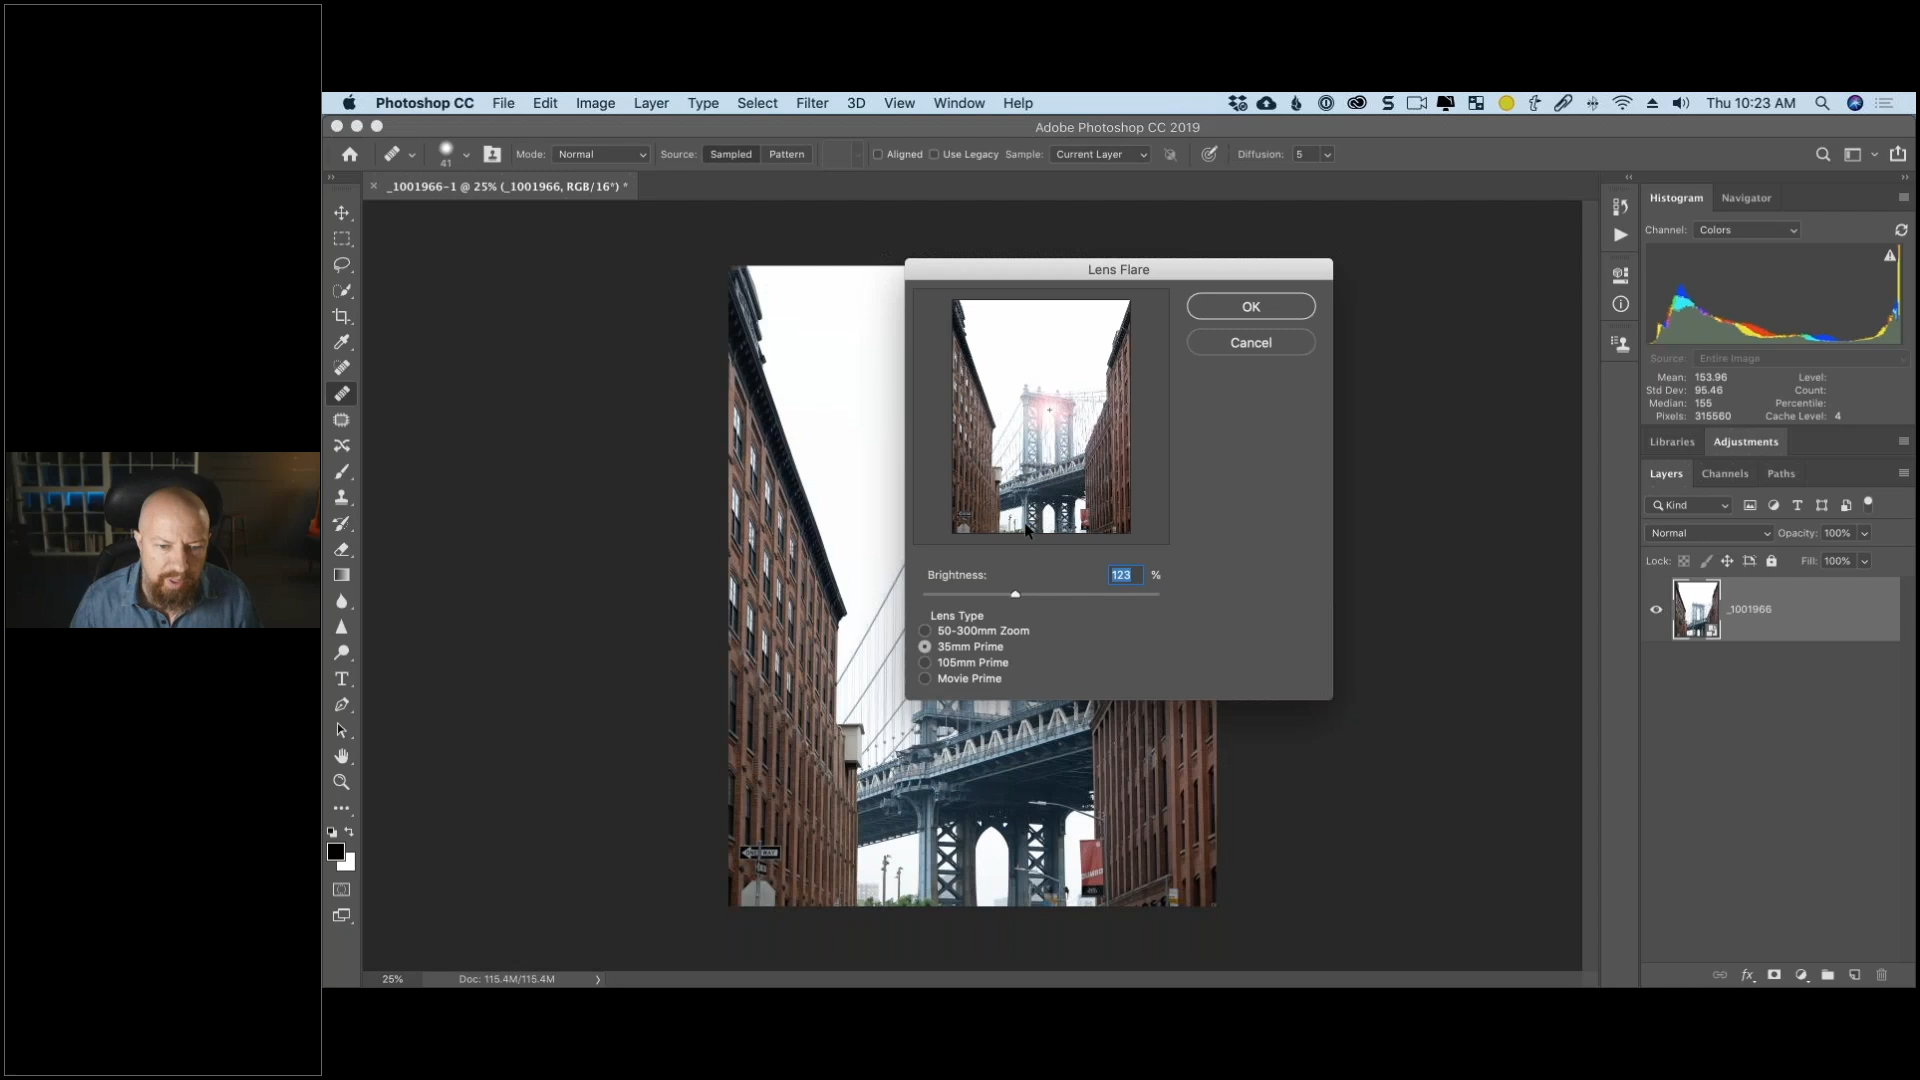 Photoshop CC File Edit Image Layer Type Select Filter 3D View Window Help Thu 10:23 AM
Adobe Photoshop CC 2019
41 Mode: Normal Source: Sampled Pattern Aligned Use Legacy Sample: Current Layer Diffusion: 5
_1001966-1 @ 25% (_1001966, RGB/16*) *
Histogram Navigator
Channel: Colors
Source: Entire Image
Mean: 153.96 Level:
Std Dev: 95.46 Count:
Median: 155 Percentile:
Pixels: 315560 Cache Level: 4
Libraries Adjustments
Layers Channels Paths
Kind
Normal Opacity: 100%
Lock: Fill: 100%
_1001966
Lens Flare
OK
Cancel
Brightness: 123 %
Lens Type
50-300mm Zoom
35mm Prime
105mm Prime
Movie Prime
ONE WAY
DUMBO
25% Doc: 115.4M/115.4M